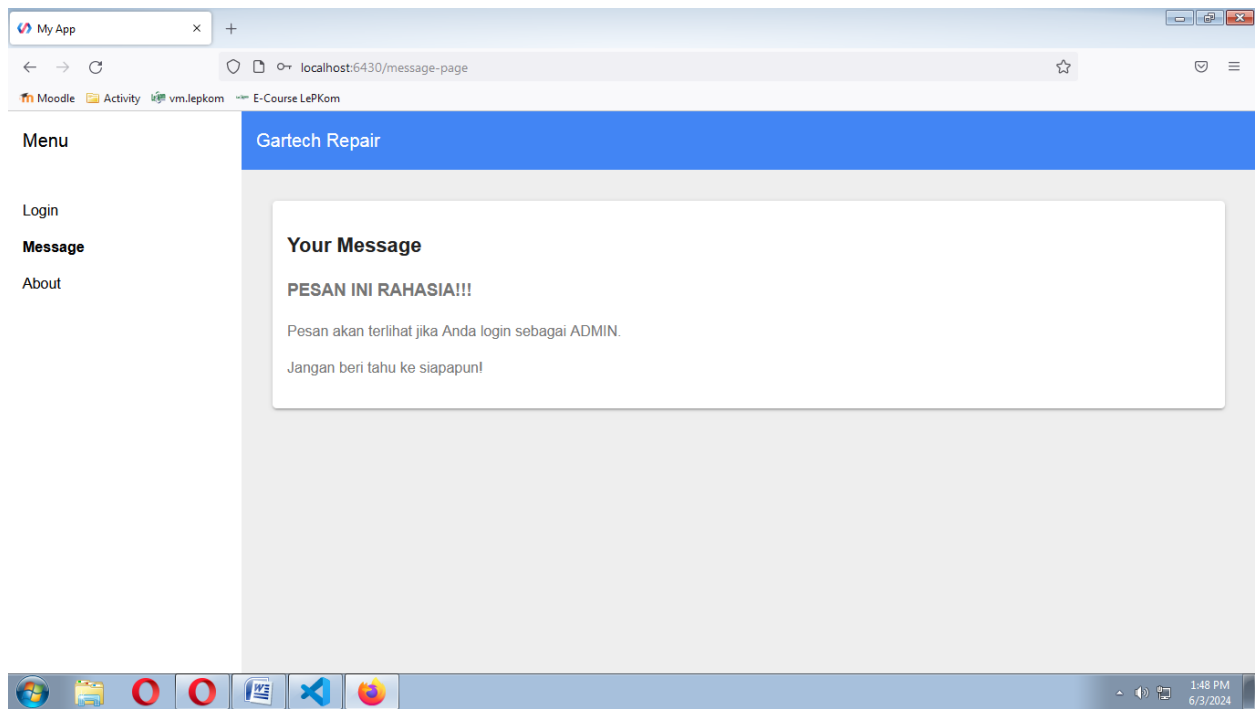 My App
localhost:6430/message-page
Moodle Activity vm.lepkom E-Course LePKom
Menu
Login
Message
About
Gartech Repair
Your Message
PESAN INI RAHASIA!!!
Pesan akan terlihat jika Anda login sebagai ADMIN.
Jangan beri tahu ke siapapun!
1:48 PM
6/3/2024